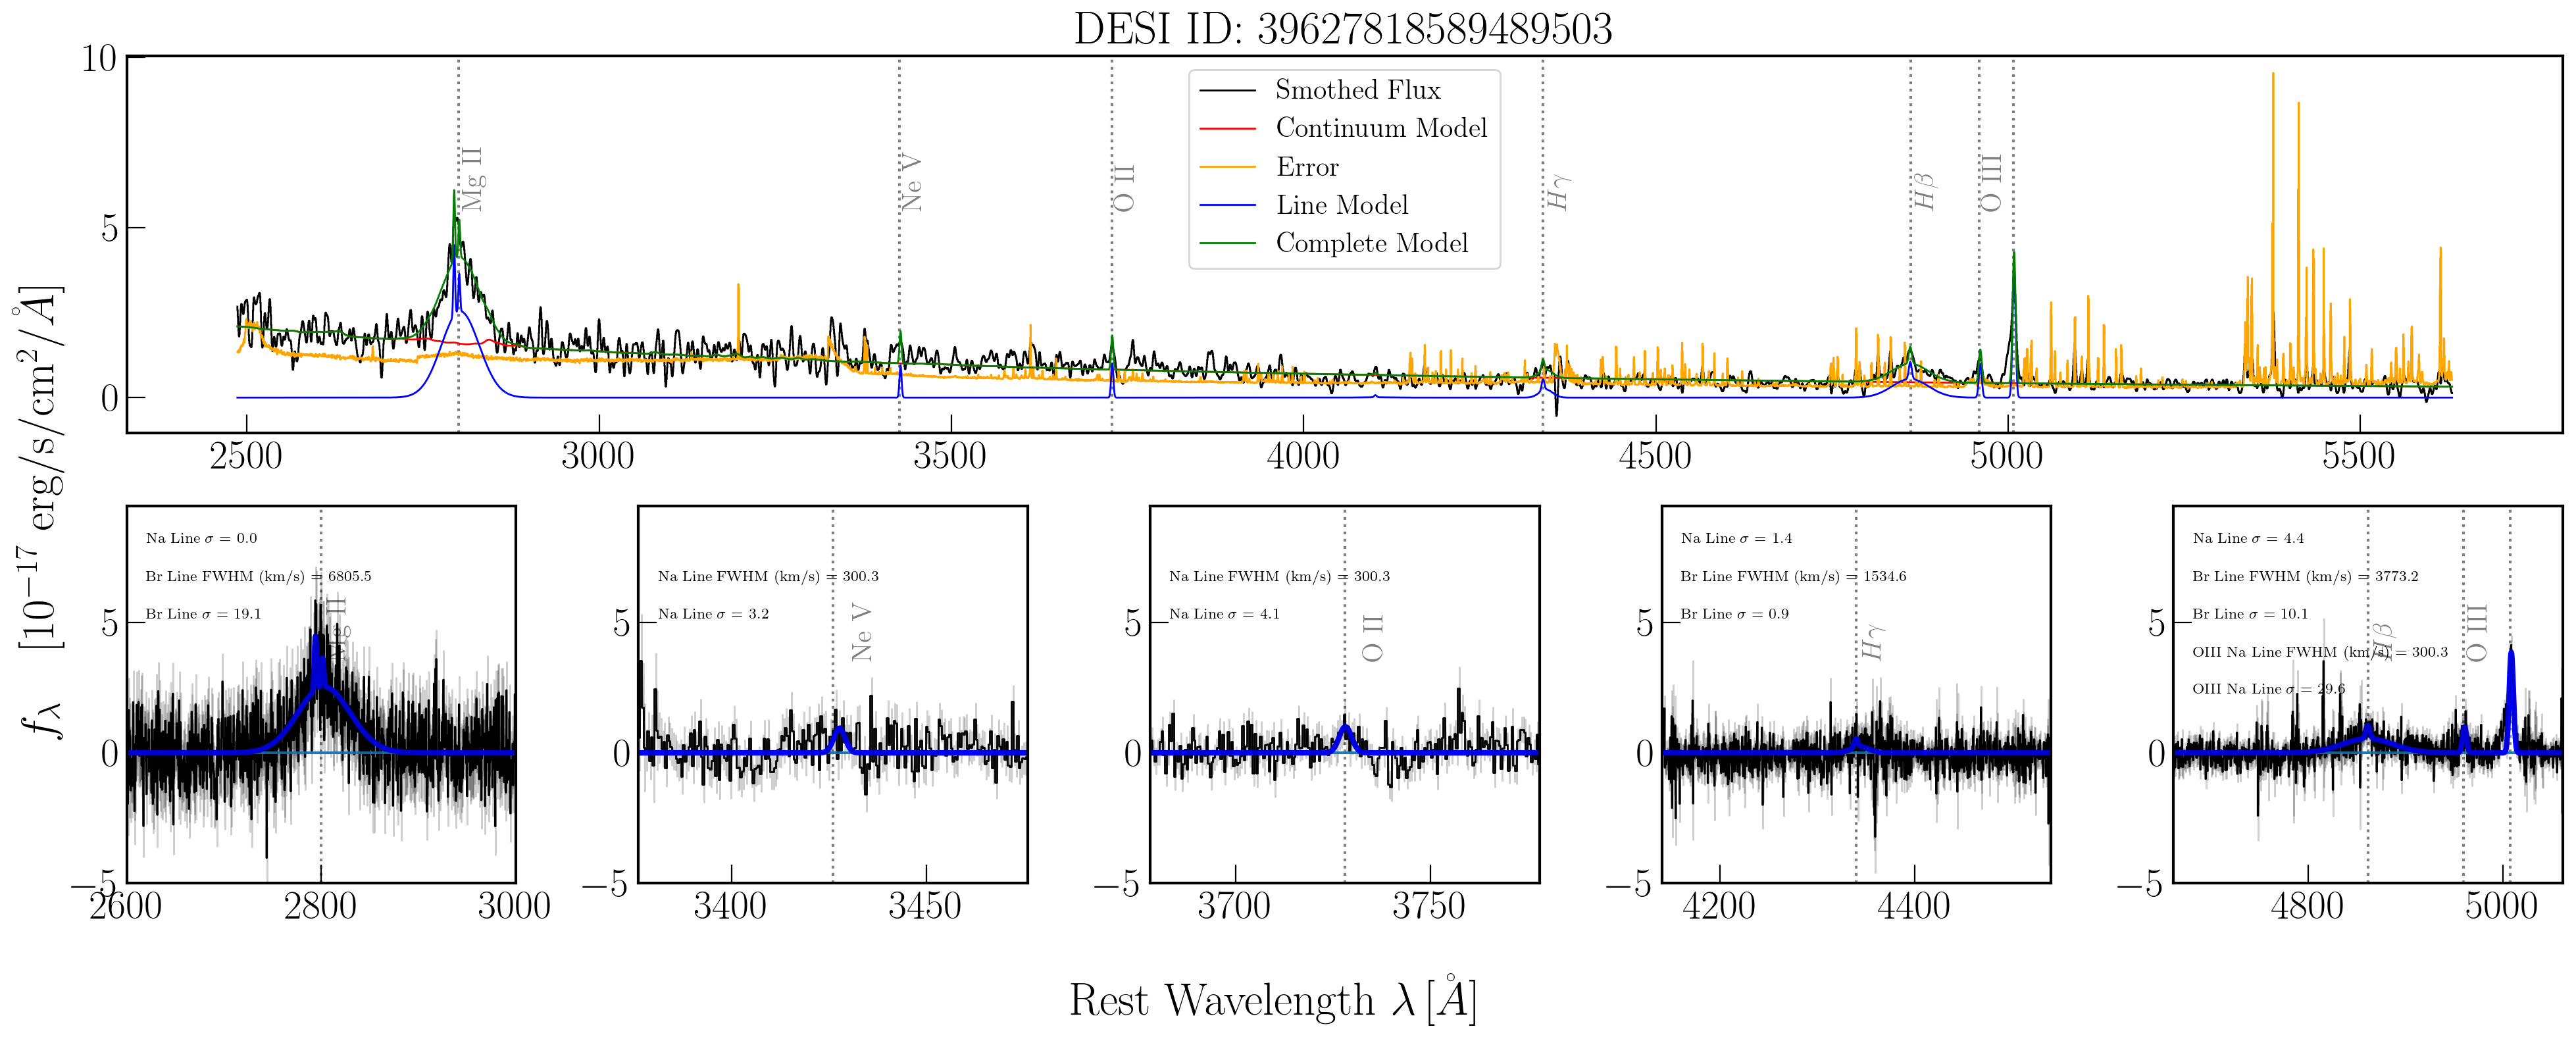 DESI ID: 39627818589489503
10
5
0
Mg II
Ne V
O II
Hγ
Hβ
O III
Smothed Flux
Continuum Model
Error
Line Model
Complete Model
2500 3000 3500 4000 4500 5000 5500
f_λ [10^{-17} erg/s/cm^2/Å]
Na Line σ = 0.0
Br Line FWHM (km/s) = 6805.5
Br Line σ = 19.1
Mg II
5
0
−5
2600 2800 3000
Na Line FWHM (km/s) = 300.3
Na Line σ = 3.2
Ne V
5
0
−5
3400 3450
Na Line FWHM (km/s) = 300.3
Na Line σ = 4.1
O II
5
0
−5
3700 3750
Na Line σ = 1.4
Br Line FWHM (km/s) = 1534.6
Br Line σ = 0.9
Hγ
5
0
−5
4200 4400
Na Line σ = 4.4
Br Line FWHM (km/s) = 3773.2
Br Line σ = 10.1
OIII Na Line FWHM (km/s) = 300.3
OIII Na Line σ = 29.6
Hβ
O III
5
0
−5
4800 5000
Rest Wavelength λ [Å]